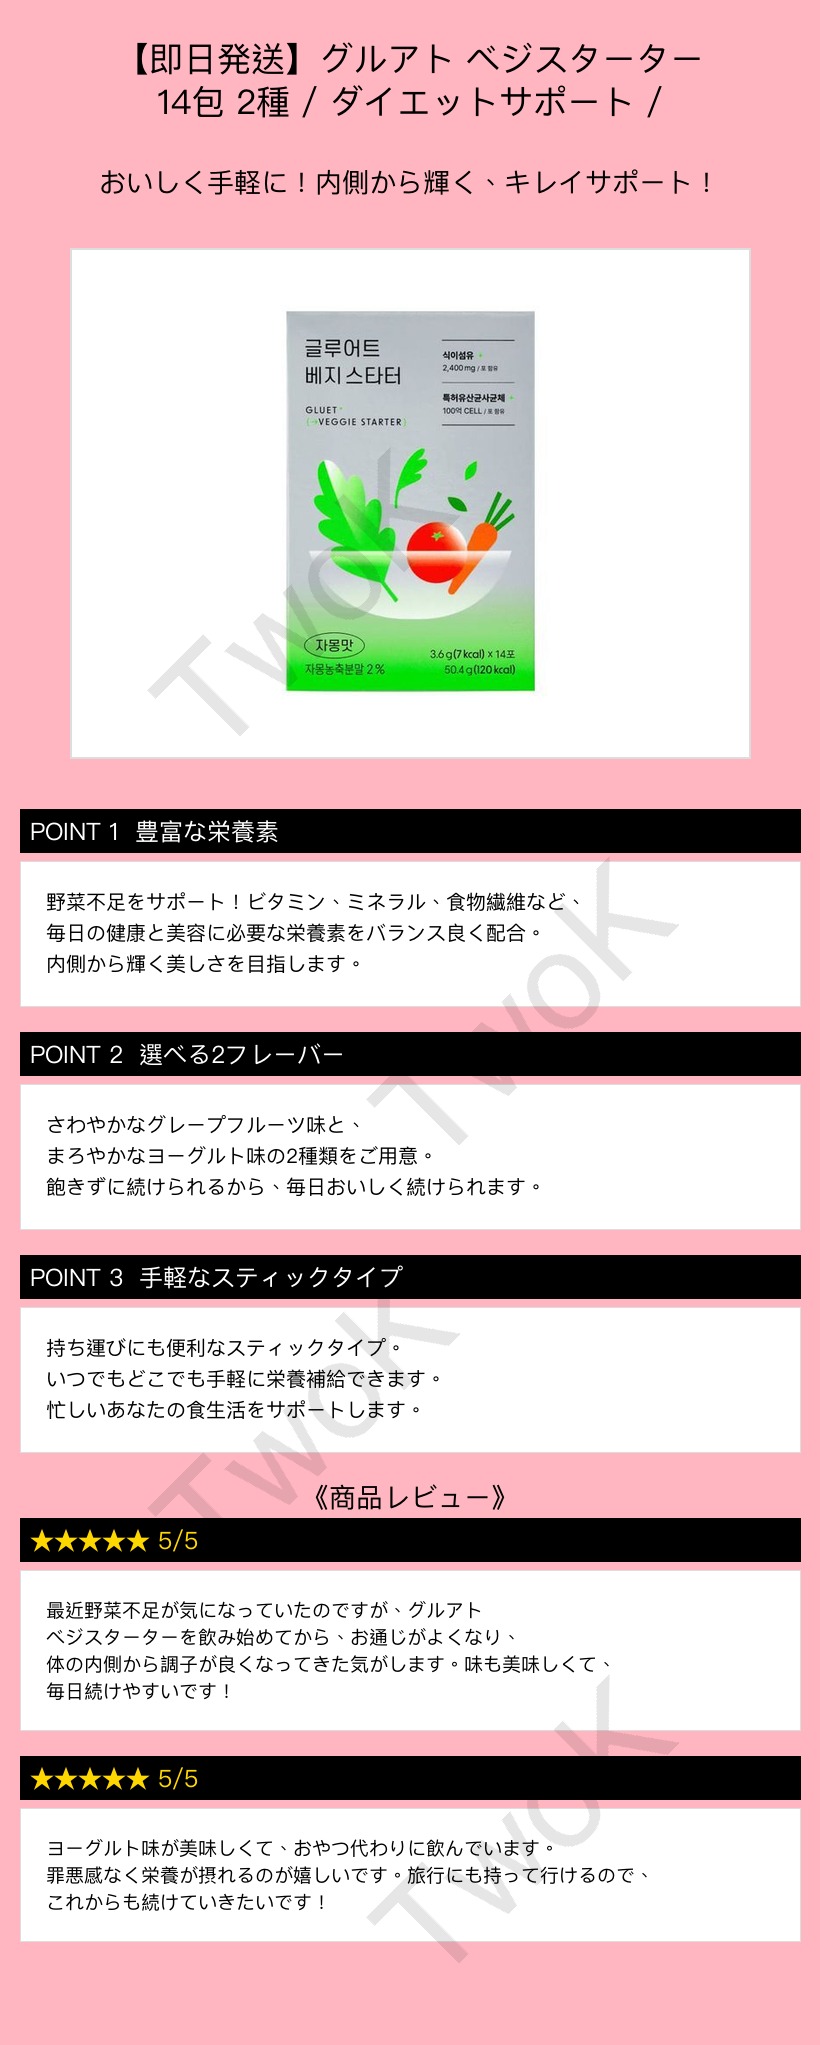 【即日発送】グルアト ベジスターター
14包 2種 / ダイエットサポート /
おいしく手軽に！内側から輝く、キレイサポート！
글루어트
베지 스타터
GLUET+
(→VEGGIE STARTER)
식이섬유 +
2,400 mg / 포 함유
특허유산균사균체 +
100억 CELL / 포 함유
자몽맛
자몽농축분말 2 %
3.6 g (7 kcal) x 14포
50.4 g (120 kcal)
TwoK
POINT 1 豊富な栄養素
野菜不足をサポート！ビタミン、ミネラル、食物繊維など、
毎日の健康と美容に必要な栄養素をバランス良く配合。
内側から輝く美しさを目指します。
TwoK
POINT 2 選べる2フレーバー
さわやかなグレープフルーツ味と、
まろやかなヨーグルト味の2種類をご用意。
飽きずに続けられるから、毎日おいしく続けられます。
POINT 3 手軽なスティックタイプ
持ち運びにも便利なスティックタイプ。
いつでもどこでも手軽に栄養補給できます。
忙しいあなたの食生活をサポートします。
TwoK
《商品レビュー》
★★★★★ 5/5
最近野菜不足が気になっていたのですが、グルアト
ベジスターターを飲み始めてから、お通じがよくなり、
体の内側から調子が良くなってきた気がします。味も美味しくて、
毎日続けやすいです！
★★★★★ 5/5
ヨーグルト味が美味しくて、おやつ代わりに飲んでいます。
罪悪感なく栄養が摂れるのが嬉しいです。旅行にも持って行けるので、
これからも続けていきたいです！
TwoK